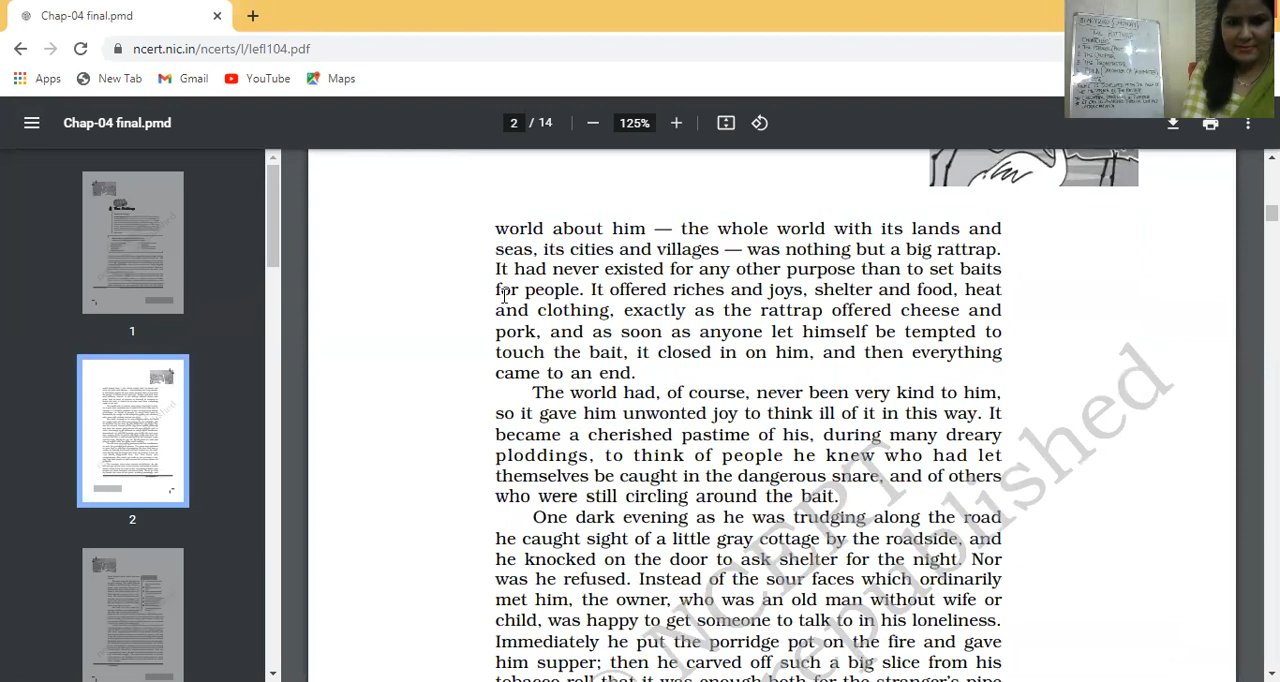 Chap-04 final.pmd
ncert.nic.in/ncerts/l/lefl104.pdf
Apps New Tab Gmail YouTube Maps
Chap-04 final.pmd 2 / 14 125%
THE RATTRAP
1
2
world about him — the whole world with its lands and
seas, its cities and villages — was nothing but a big rattrap.
It had never existed for any other purpose than to set baits
for people. It offered riches and joys, shelter and food, heat
and clothing, exactly as the rattrap offered cheese and
pork, and as soon as anyone let himself be tempted to
touch the bait, it closed in on him, and then everything
came to an end.
The world had, of course, never been very kind to him,
so it gave him unwonted joy to think ill of it in this way. It
became a cherished pastime of his, during many dreary
ploddings, to think of people he knew who had let
themselves be caught in the dangerous snare, and of others
who were still circling around the bait.
One dark evening as he was trudging along the road
he caught sight of a little gray cottage by the roadside, and
he knocked on the door to ask shelter for the night. Nor
was he refused. Instead of the sour faces which ordinarily
met him, the owner, who was an old man without wife or
child, was happy to get someone to talk to in his loneliness.
Immediately he put the porridge pot on the fire and gave
him supper; then he carved off such a big slice from his
tobacco roll that it was enough both for the stranger's pipe
© NCERT
republished